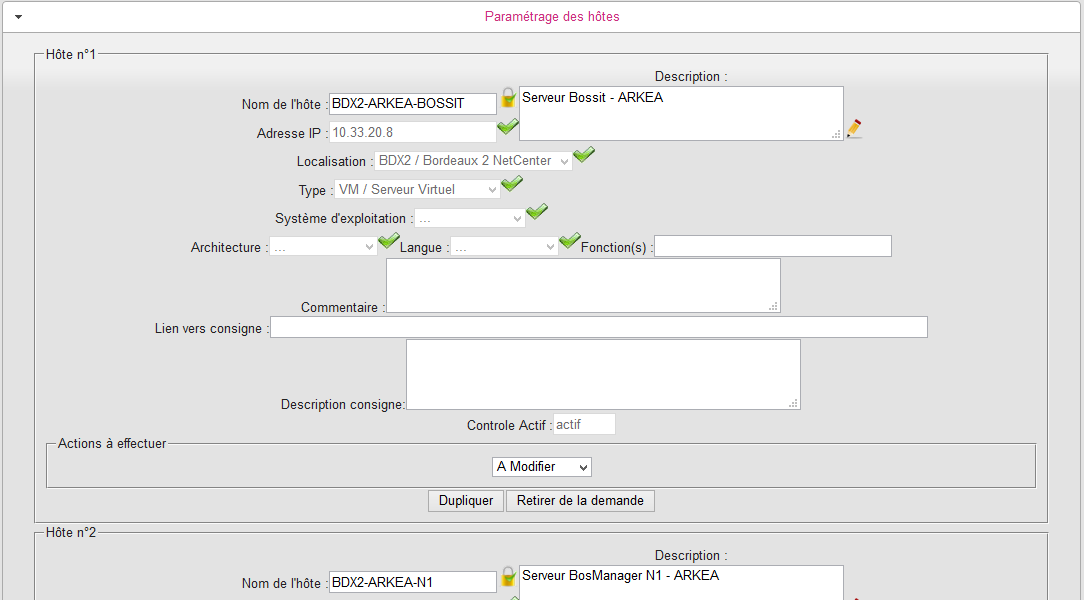 Paramétrage des hôtes
Hôte n°1
Description :
Nom de l'hôte : BDX2-ARKEA-BOSSIT Serveur Bossit - ARKEA
Adresse IP : 10.33.20.8
Localisation : BDX2 / Bordeaux 2 NetCenter
Type : VM / Serveur Virtuel
Système d'exploitation : ...
Architecture : ... Langue : ... Fonction(s) :
Commentaire :
Lien vers consigne :
Description consigne:
Controle Actif : actif
Actions à effectuer
A Modifier
Dupliquer Retirer de la demande
Hôte n°2
Description :
Nom de l'hôte : BDX2-ARKEA-N1 Serveur BosManager N1 - ARKEA